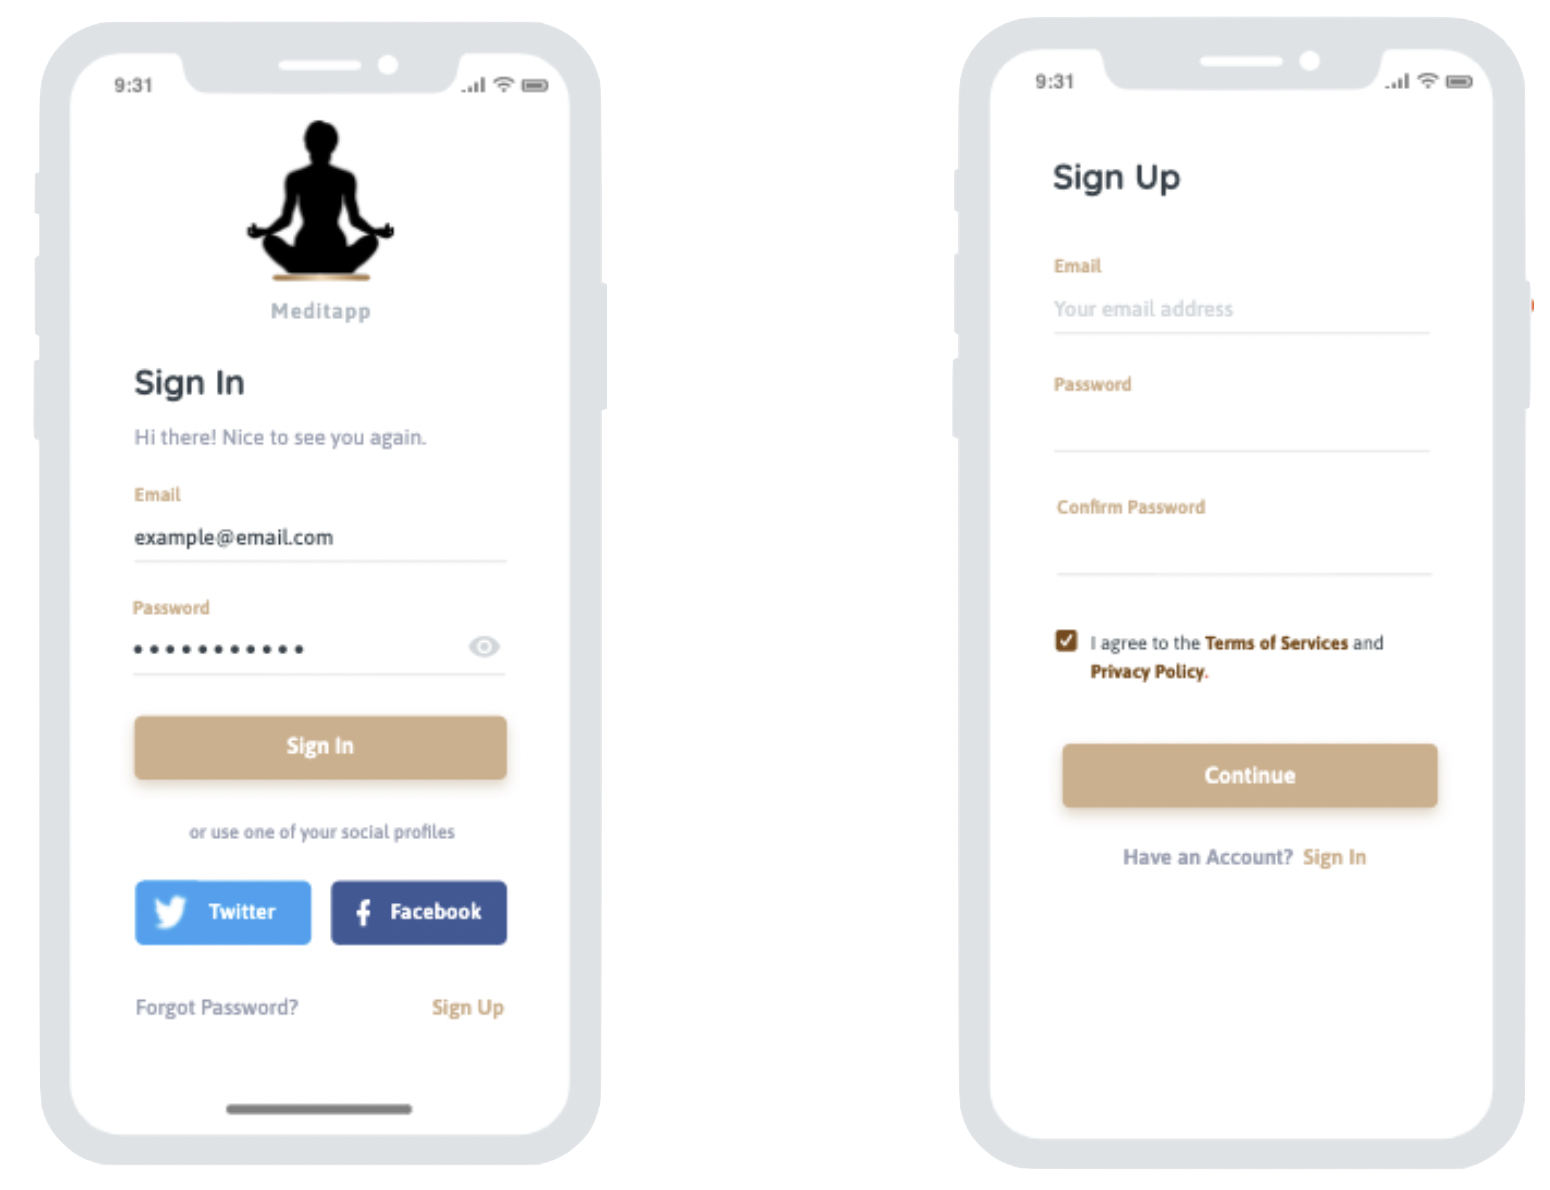 9:31
Meditapp
Sign In
Hi there! Nice to see you again.
Email
example@email.com
Password
Sign In
or use one of your social profiles
Twitter
Facebook
Forgot Password?
Sign Up
9:31
Sign Up
Email
Your email address
Password
Confirm Password
I agree to the Terms of Services and
Privacy Policy.
Continue
Have an Account? Sign In